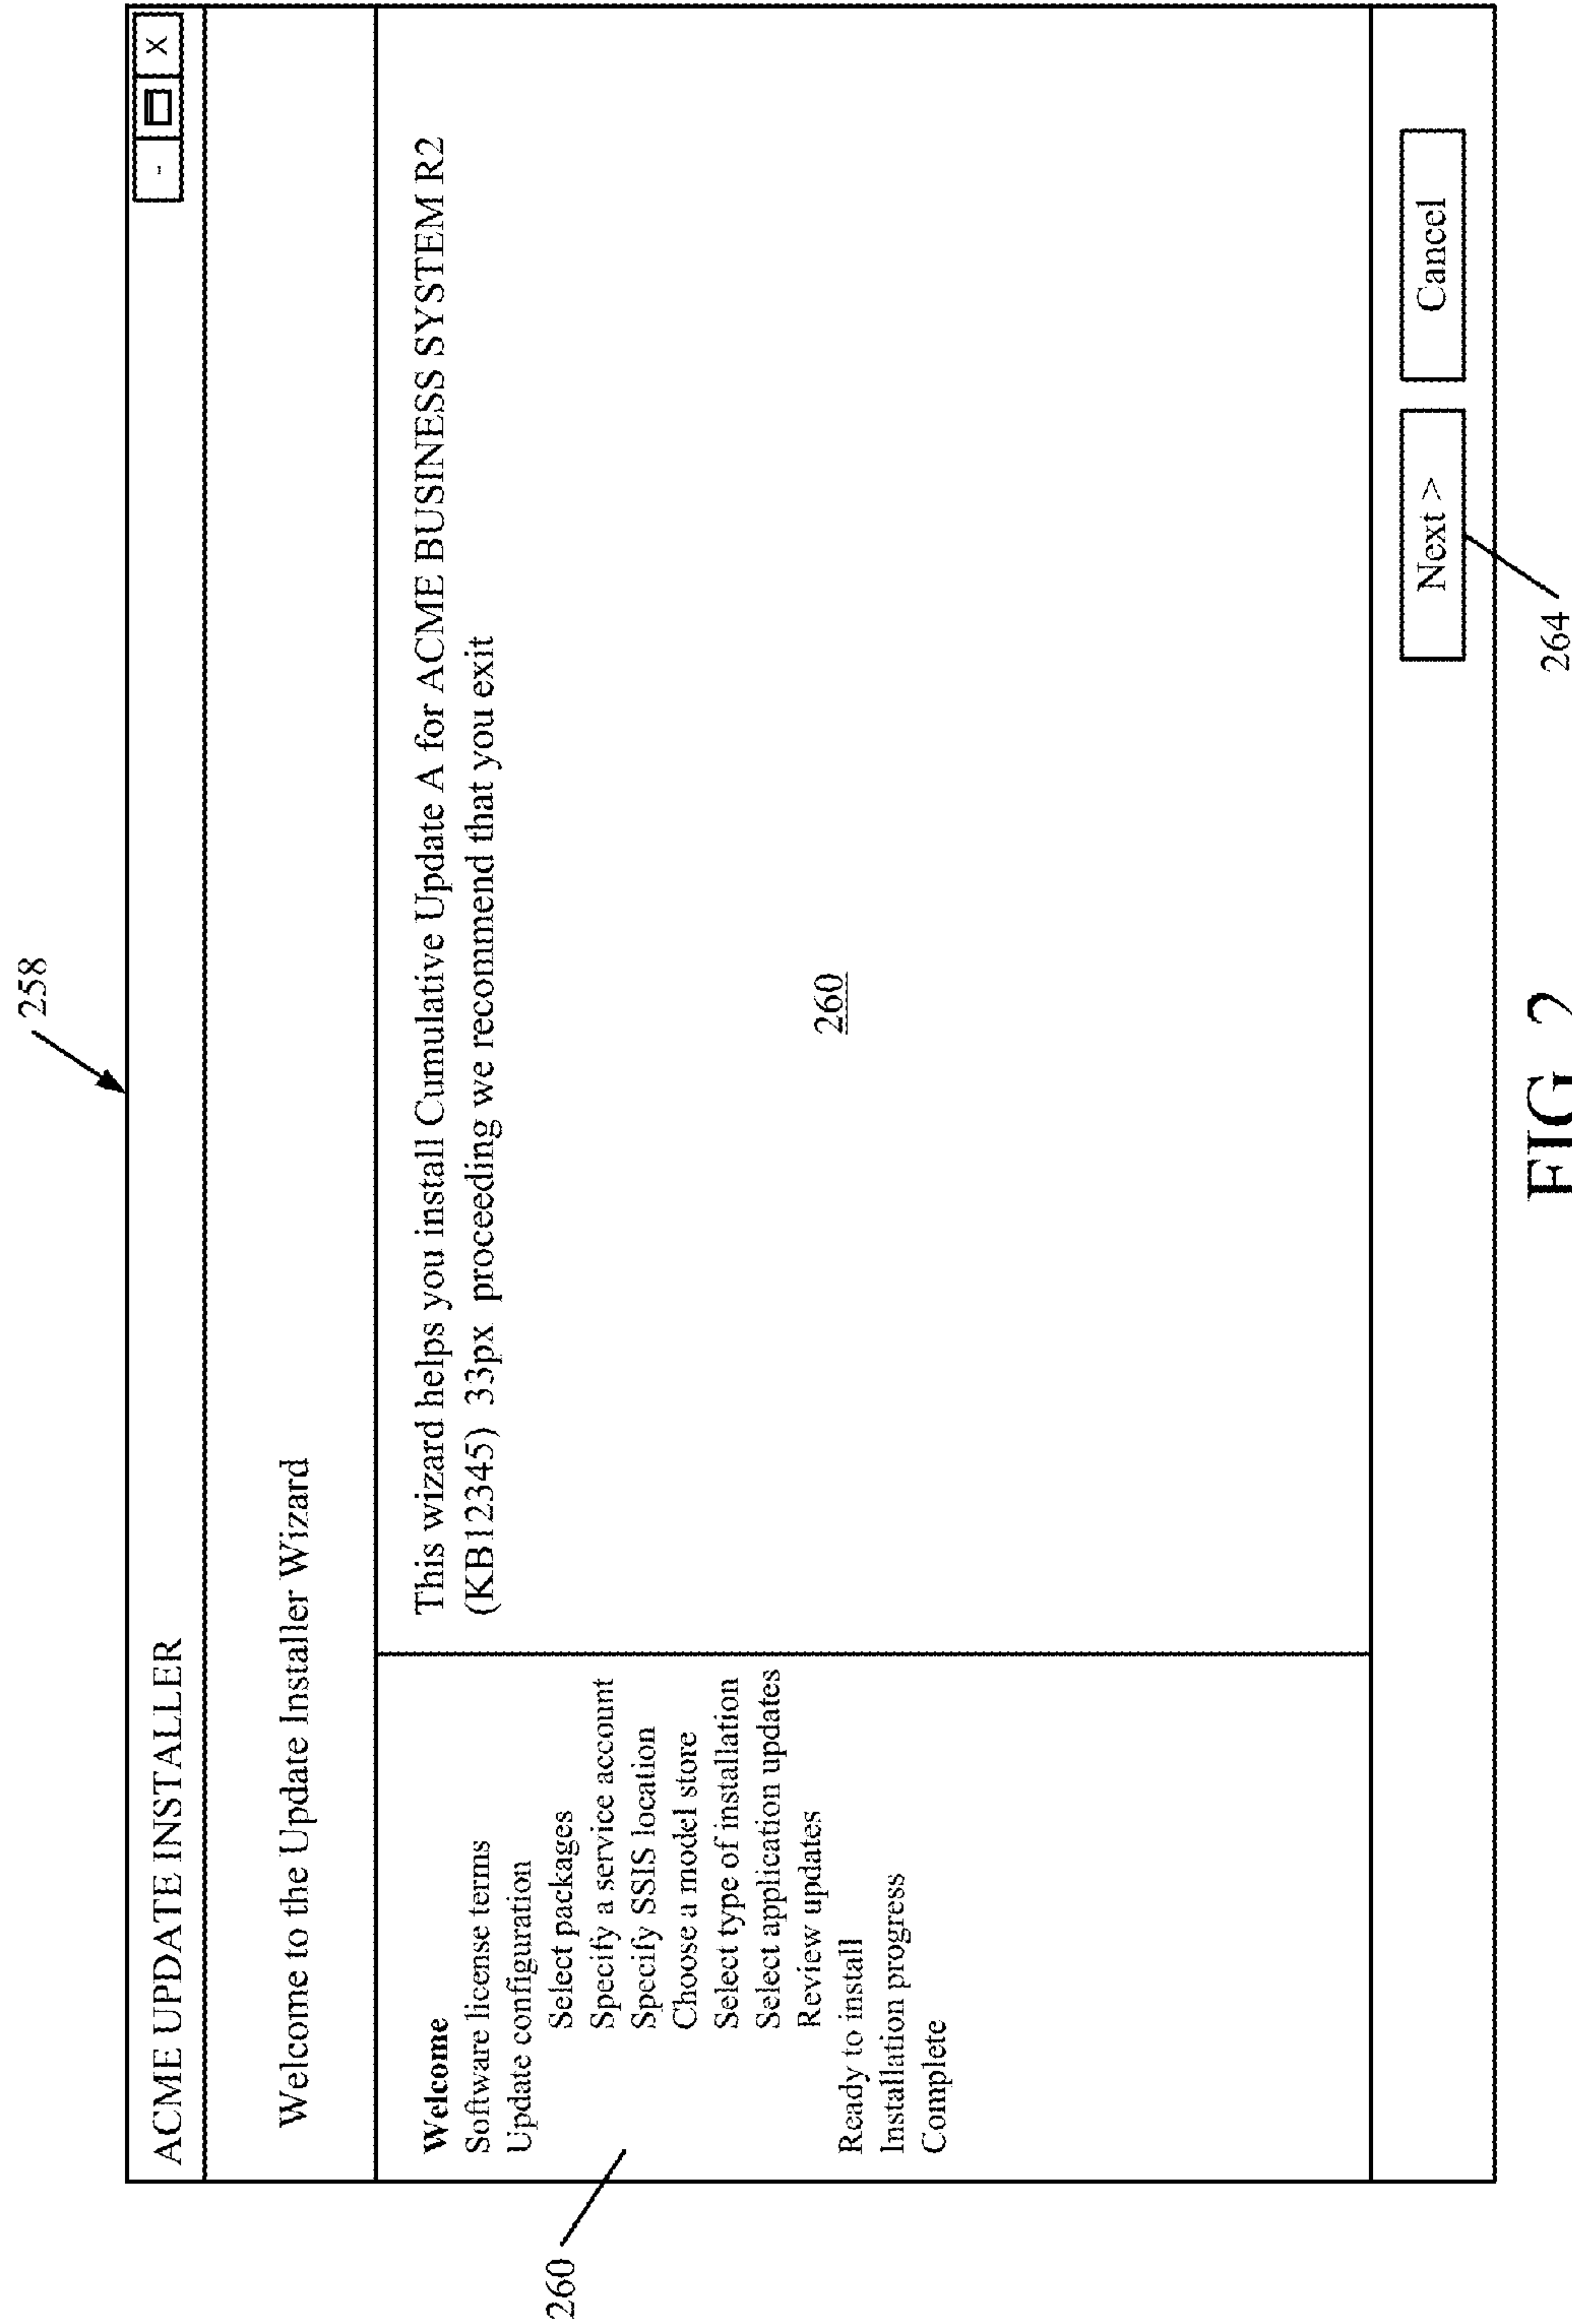 258
ACME UPDATE INSTALLER
- X
Welcome to the Update Installer Wizard
Welcome
Software license terms
Update configuration
Select packages
Specify a service account
Specify SSIS location
Choose a model store
Select type of installation
Select application updates
Review updates
Ready to install
Installation progress
Complete
260
This wizard helps you install Cumulative Update A for ACME BUSINESS SYSTEM R2
(KB12345) 33px proceeding we recommend that you exit
260
Next >
Cancel
264
FIG. 2